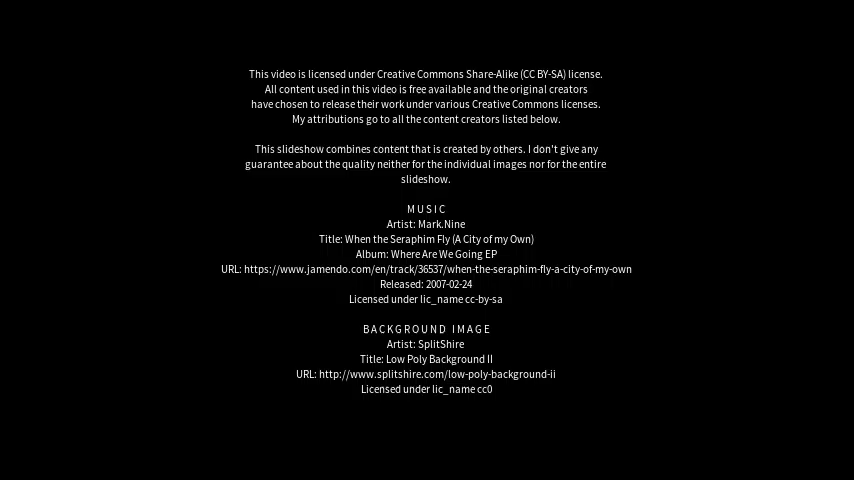 This video is licensed under Creative Commons Share-Alike (CC BY-SA) license.
All content used in this video is free available and the original creators
have chosen to release their work under various Creative Commons licenses.
My attributions go to all the content creators listed below.
This slideshow combines content that is created by others. I don't give any
guarantee about the quality neither for the individual images nor for the entire
slideshow.
MUSIC
Artist: Mark.Nine
Title: When the Seraphim Fly (A City of my Own)
Album: Where Are We Going EP
URL: https://www.jamendo.com/en/track/36537/when-the-seraphim-fly-a-city-of-my-own
Released: 2007-02-24
Licensed under lic_name cc-by-sa
BACKGROUND IMAGE
Artist: SplitShire
Title: Low Poly Background II
URL: http://www.splitshire.com/low-poly-background-ii
Licensed under lic_name cc0